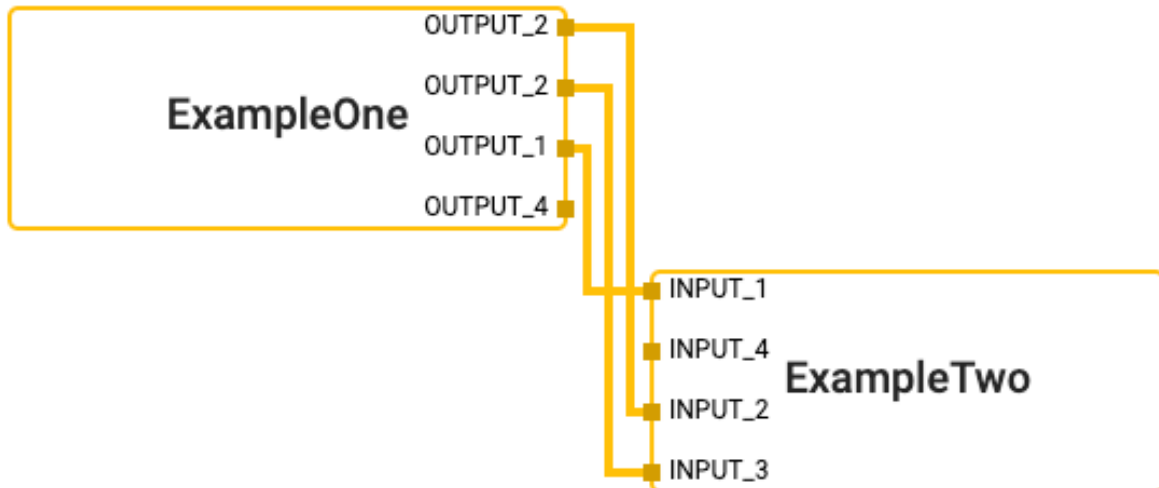 OUTPUT_2
OUTPUT_2
ExampleOne
OUTPUT_1
OUTPUT_4
INPUT_1
INPUT_4
ExampleTwo
INPUT_2
INPUT_3